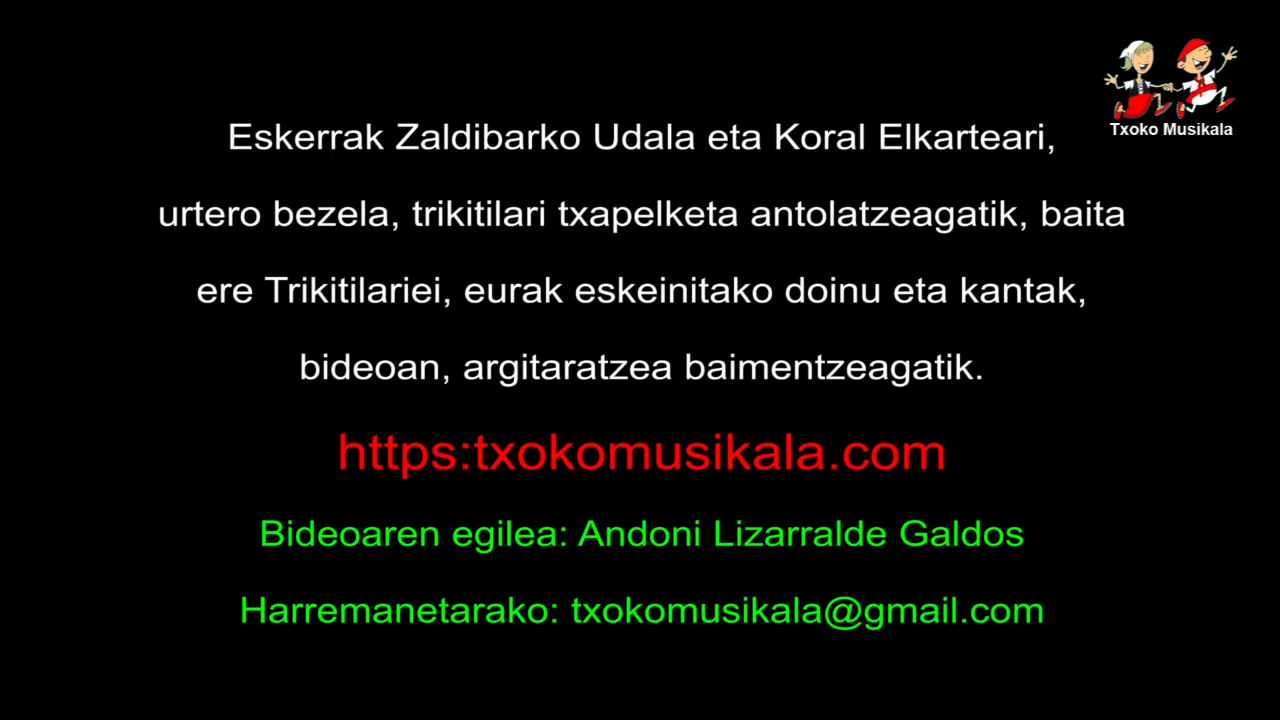 Txoko Musikala
Eskerrak Zaldibarko Udala eta Koral Elkarteari,
urtero bezela, trikitilari txapelketa antolatzeagatik, baita
ere Trikitilariei, eurak eskeinitako doinu eta kantak,
bideoan, argitaratzea baimentzeagatik.
https:txokomusikala.com
Bideoaren egilea: Andoni Lizarralde Galdos
Harremanetarako: txokomusikala@gmail.com